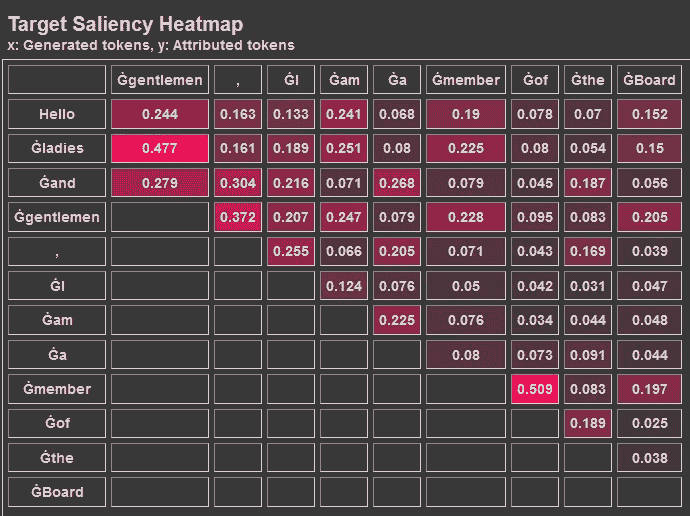 Target Saliency Heatmap
x: Generated tokens, y: Attributed tokens
Ġgentlemen , ĠI Ġam Ġa Ġmember Ġof Ġthe ĠBoard
Hello 0.244 0.163 0.133 0.241 0.068 0.19 0.078 0.07 0.152
Ġladies 0.477 0.161 0.189 0.251 0.08 0.225 0.08 0.054 0.15
Ġand 0.279 0.304 0.216 0.071 0.268 0.079 0.045 0.187 0.056
Ġgentlemen 0.372 0.207 0.247 0.079 0.228 0.095 0.083 0.205
, 0.255 0.066 0.205 0.071 0.043 0.169 0.039
ĠI 0.124 0.076 0.05 0.042 0.031 0.047
Ġam 0.225 0.076 0.034 0.044 0.048
Ġa 0.08 0.073 0.091 0.044
Ġmember 0.509 0.083 0.197
Ġof 0.189 0.025
Ġthe 0.038
ĠBoard